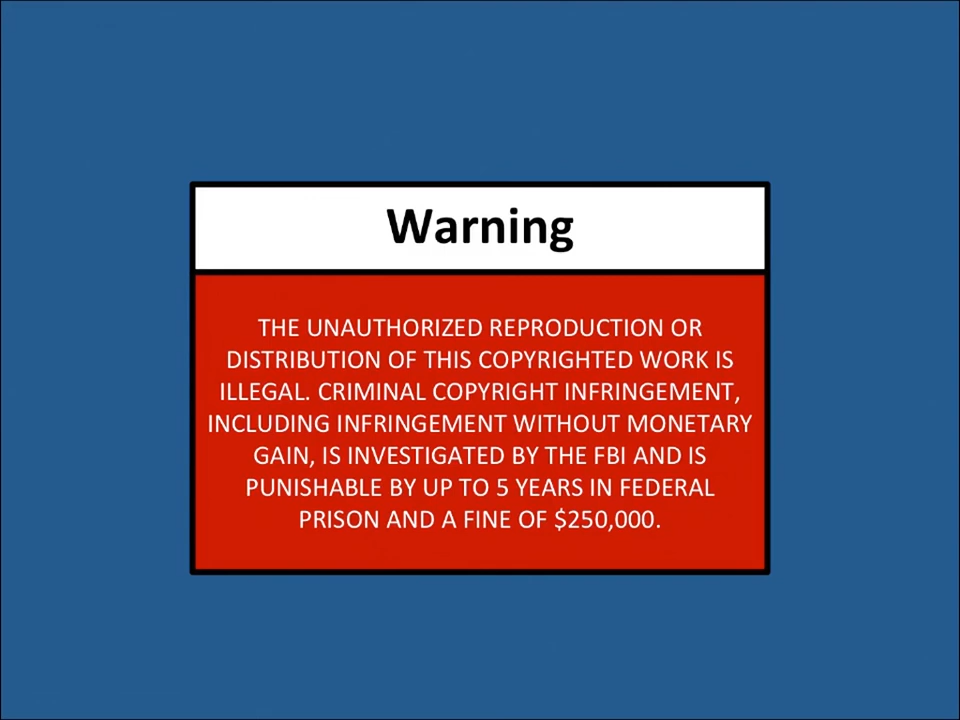 Warning
THE UNAUTHORIZED REPRODUCTION OR
DISTRIBUTION OF THIS COPYRIGHTED WORK IS
ILLEGAL. CRIMINAL COPYRIGHT INFRINGEMENT,
INCLUDING INFRINGEMENT WITHOUT MONETARY
GAIN, IS INVESTIGATED BY THE FBI AND IS
PUNISHABLE BY UP TO 5 YEARS IN FEDERAL
PRISON AND A FINE OF $250,000.